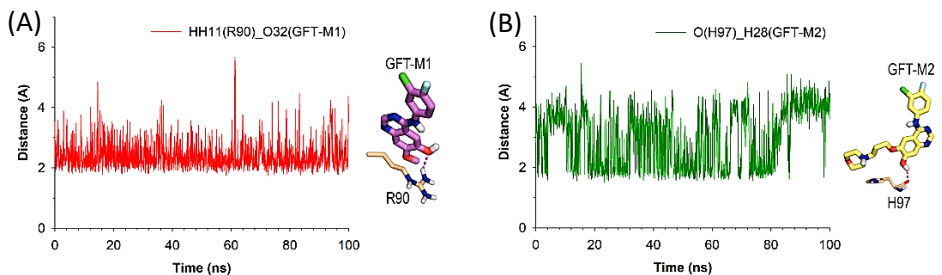 (A)
HH11(R90)_O32(GFT-M1)
Distance (A)
6
4
2
0
0 20 40 60 80 100
Time (ns)
GFT-M1
R90
(B)
O(H97)_H28(GFT-M2)
Distance (A)
6
4
2
0
0 20 40 60 80 100
Time (ns)
GFT-M2
H97